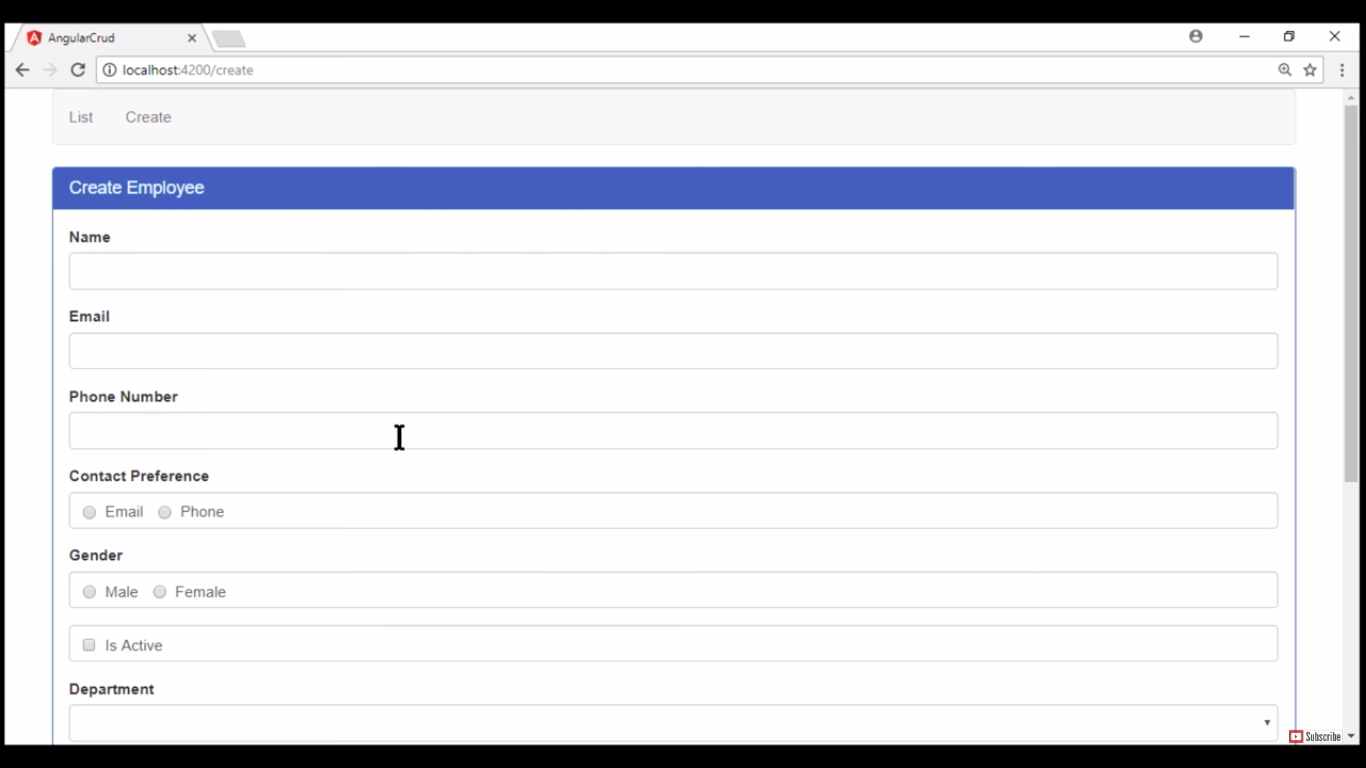 AngularCrud
localhost:4200/create
List Create
Create Employee
Name
Email
Phone Number
Contact Preference
Email Phone
Gender
Male Female
Is Active
Department
Subscribe